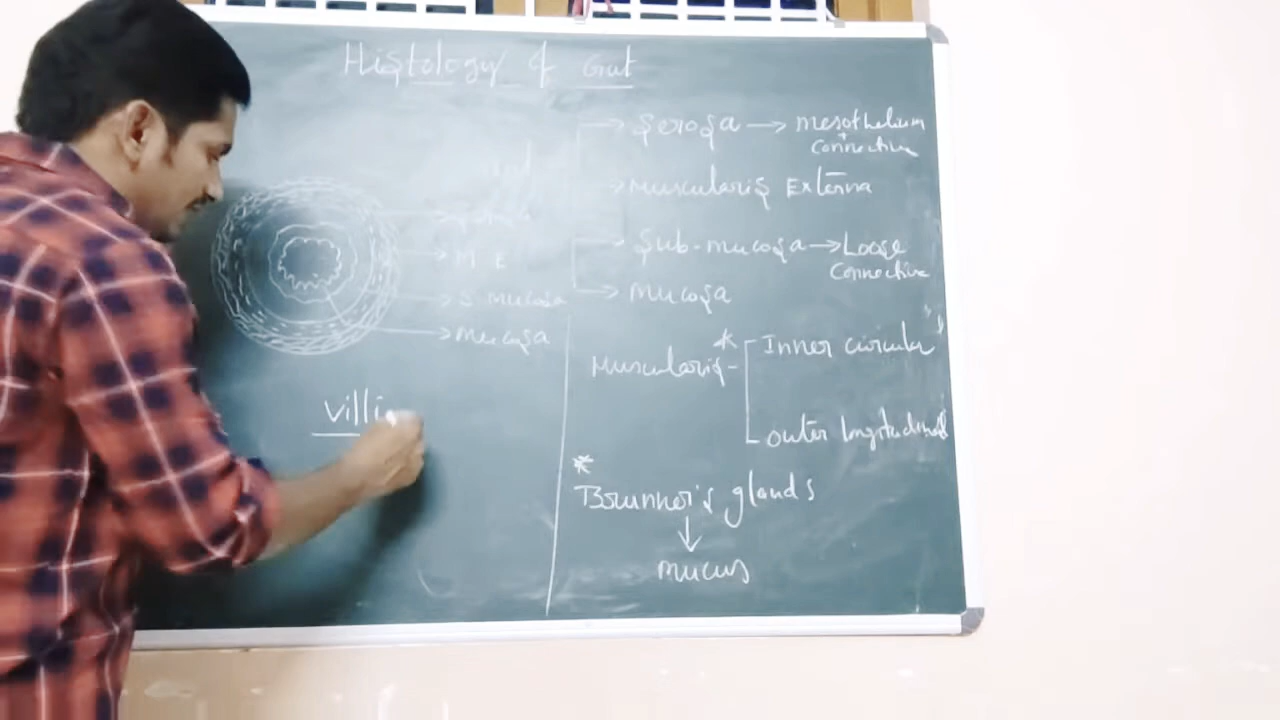 Histology of Gut
Serosa → mesothelium
+
Connective
Muscularis Externa
Sub-mucosa → Loose
Connective
Mucosa
M E
S. Mucosa
Mucosa
* Inner circular
Muscularis -
outer longitudinal
Villi
*
Brunner's glands
↓
Mucus